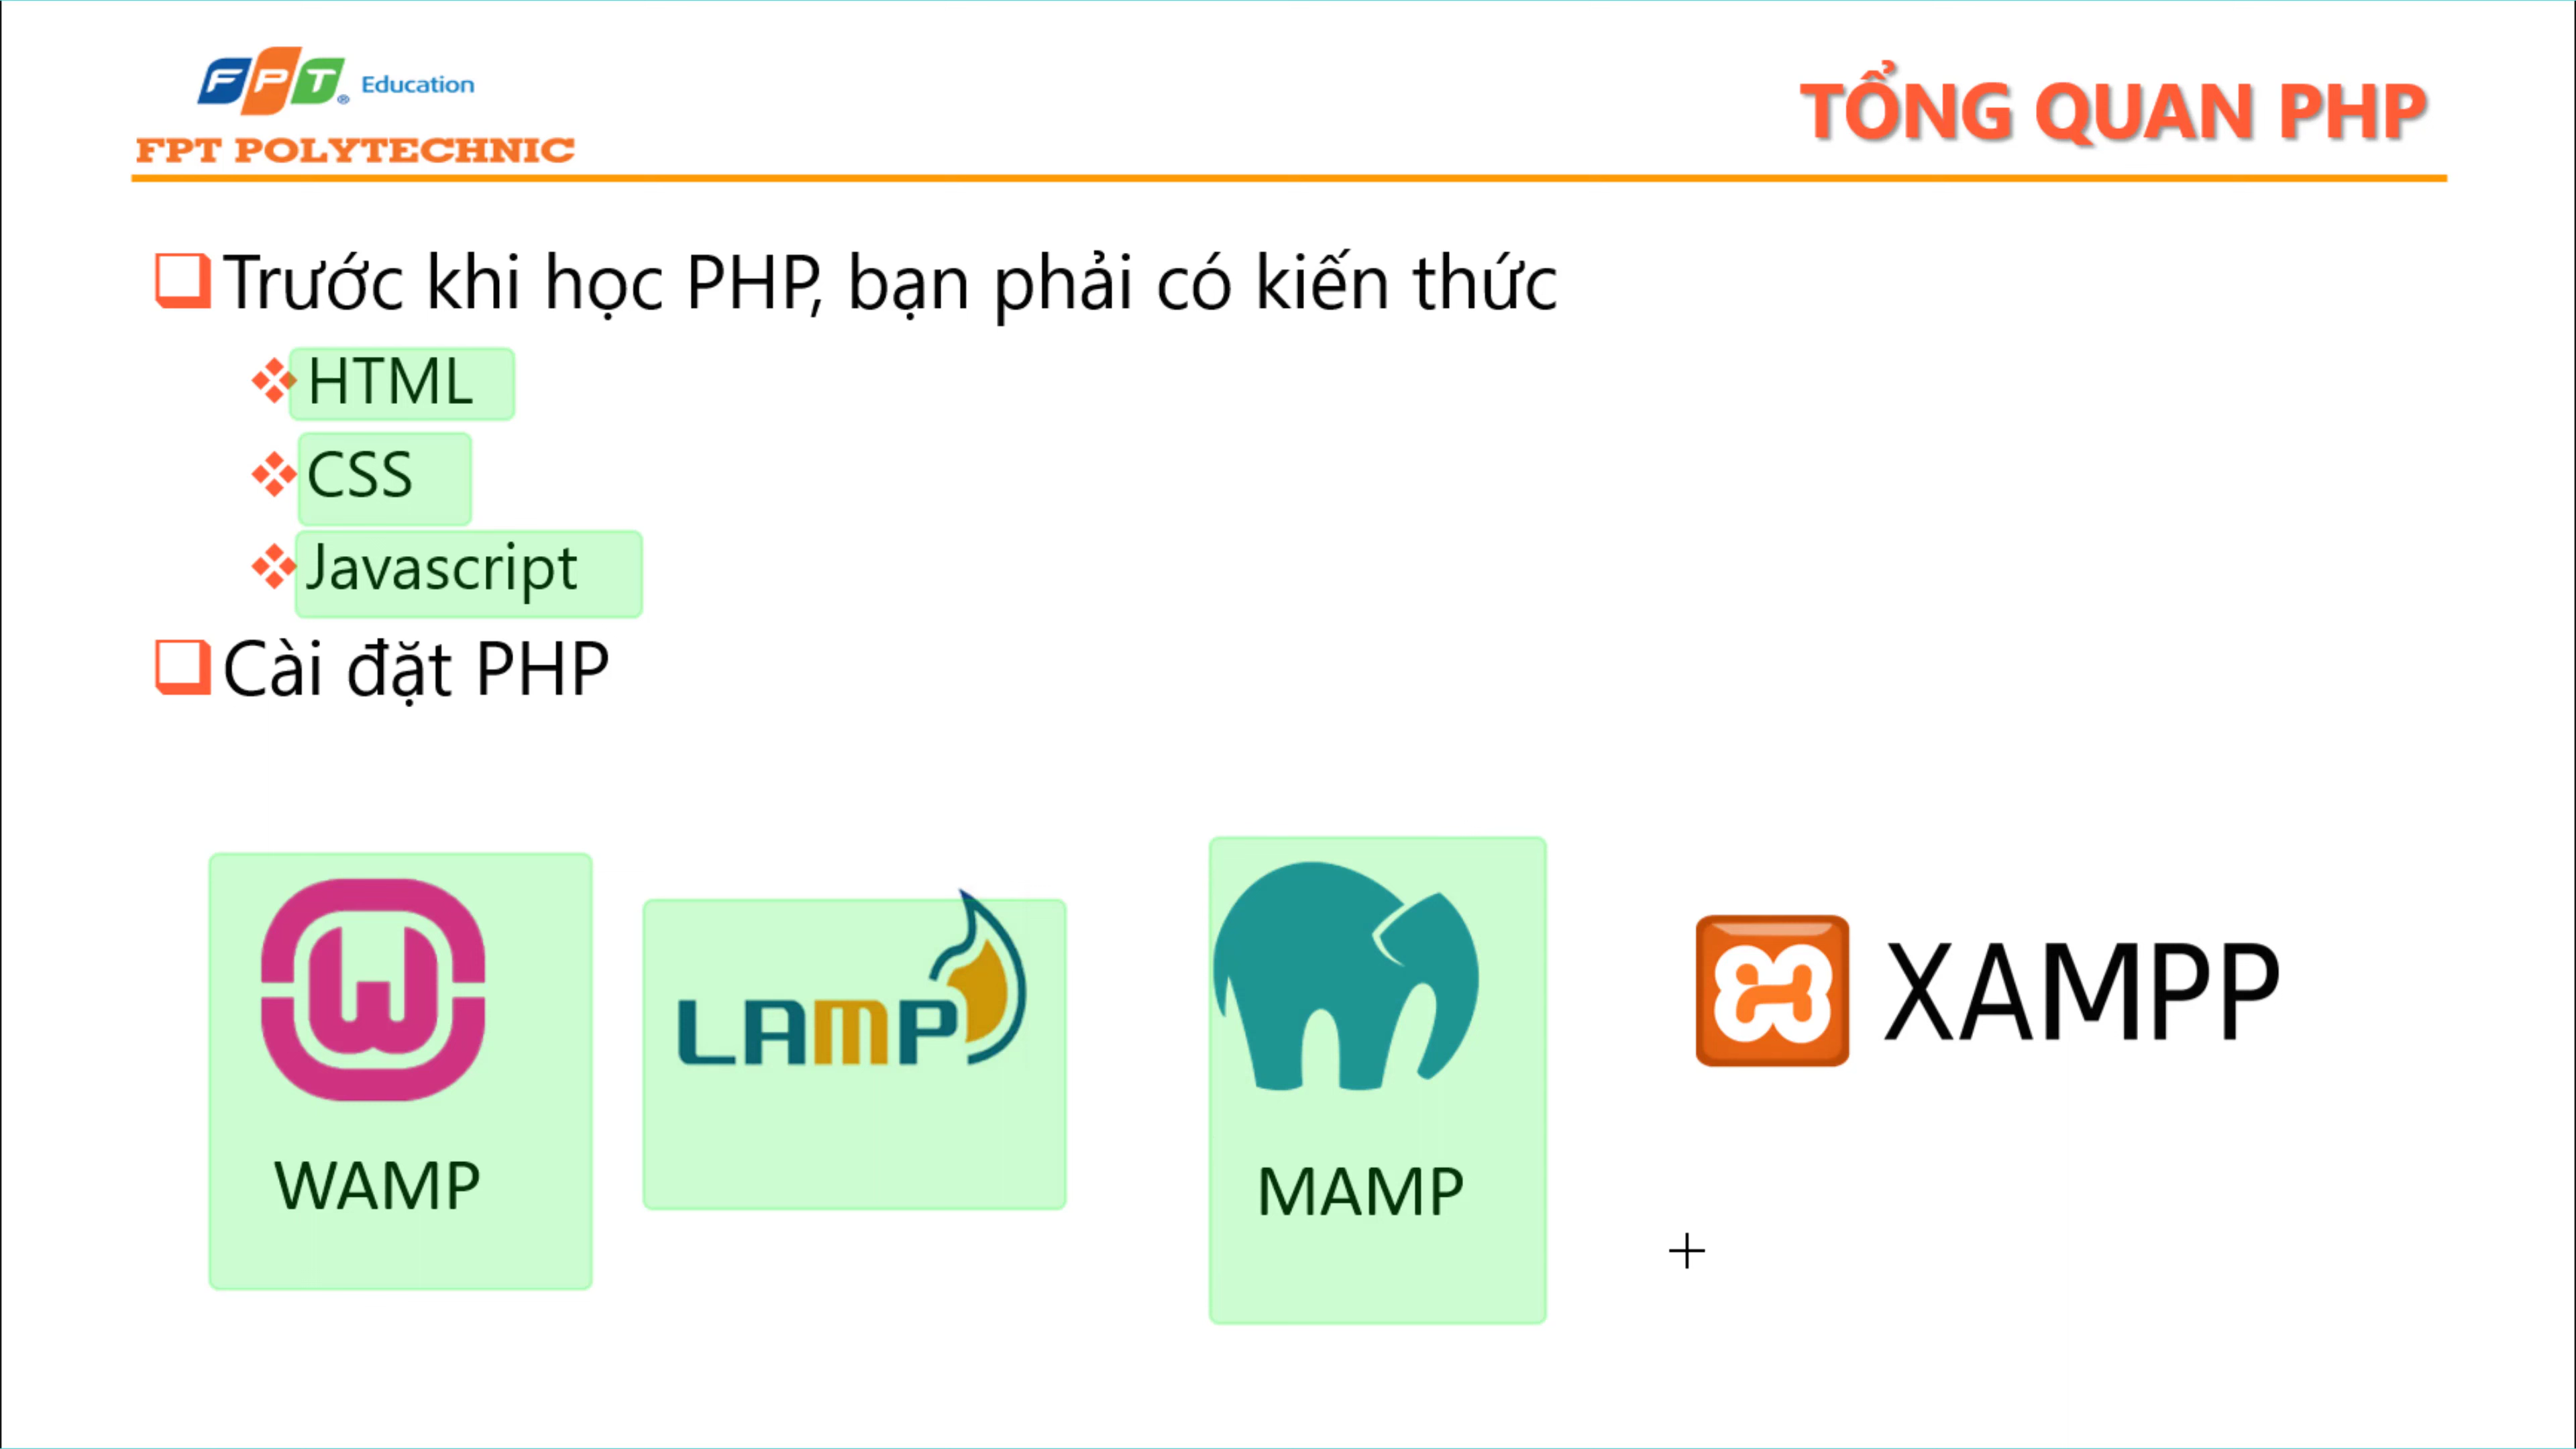 FPT Education
FPT POLYTECHNIC
TỔNG QUAN PHP
Trước khi học PHP, bạn phải có kiến thức
HTML
CSS
Javascript
Cài đặt PHP
W
LAMP
XAMPP
WAMP
MAMP